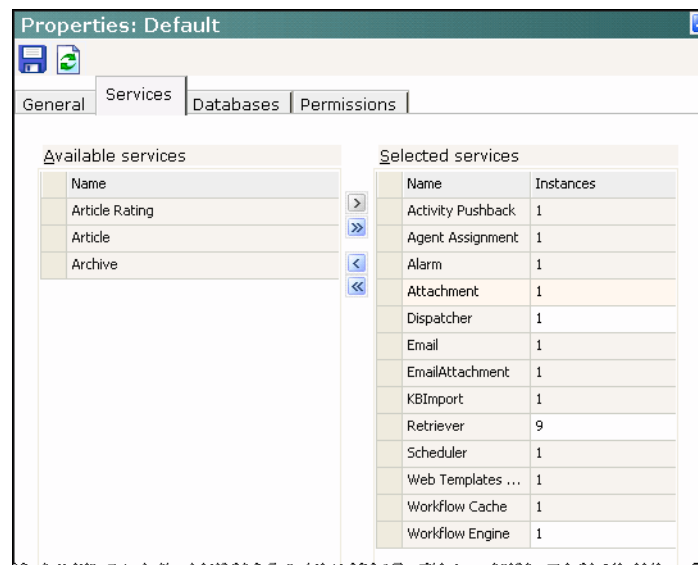 Properties: Default
General Services Databases Permissions
Available services
Name
Article Rating
Article
Archive
Selected services
Name Instances
Activity Pushback 1
Agent Assignment 1
Alarm 1
Attachment 1
Dispatcher 1
Email 1
EmailAttachment 1
KBImport 1
Retriever 9
Scheduler 1
Web Templates ... 1
Workflow Cache 1
Workflow Engine 1